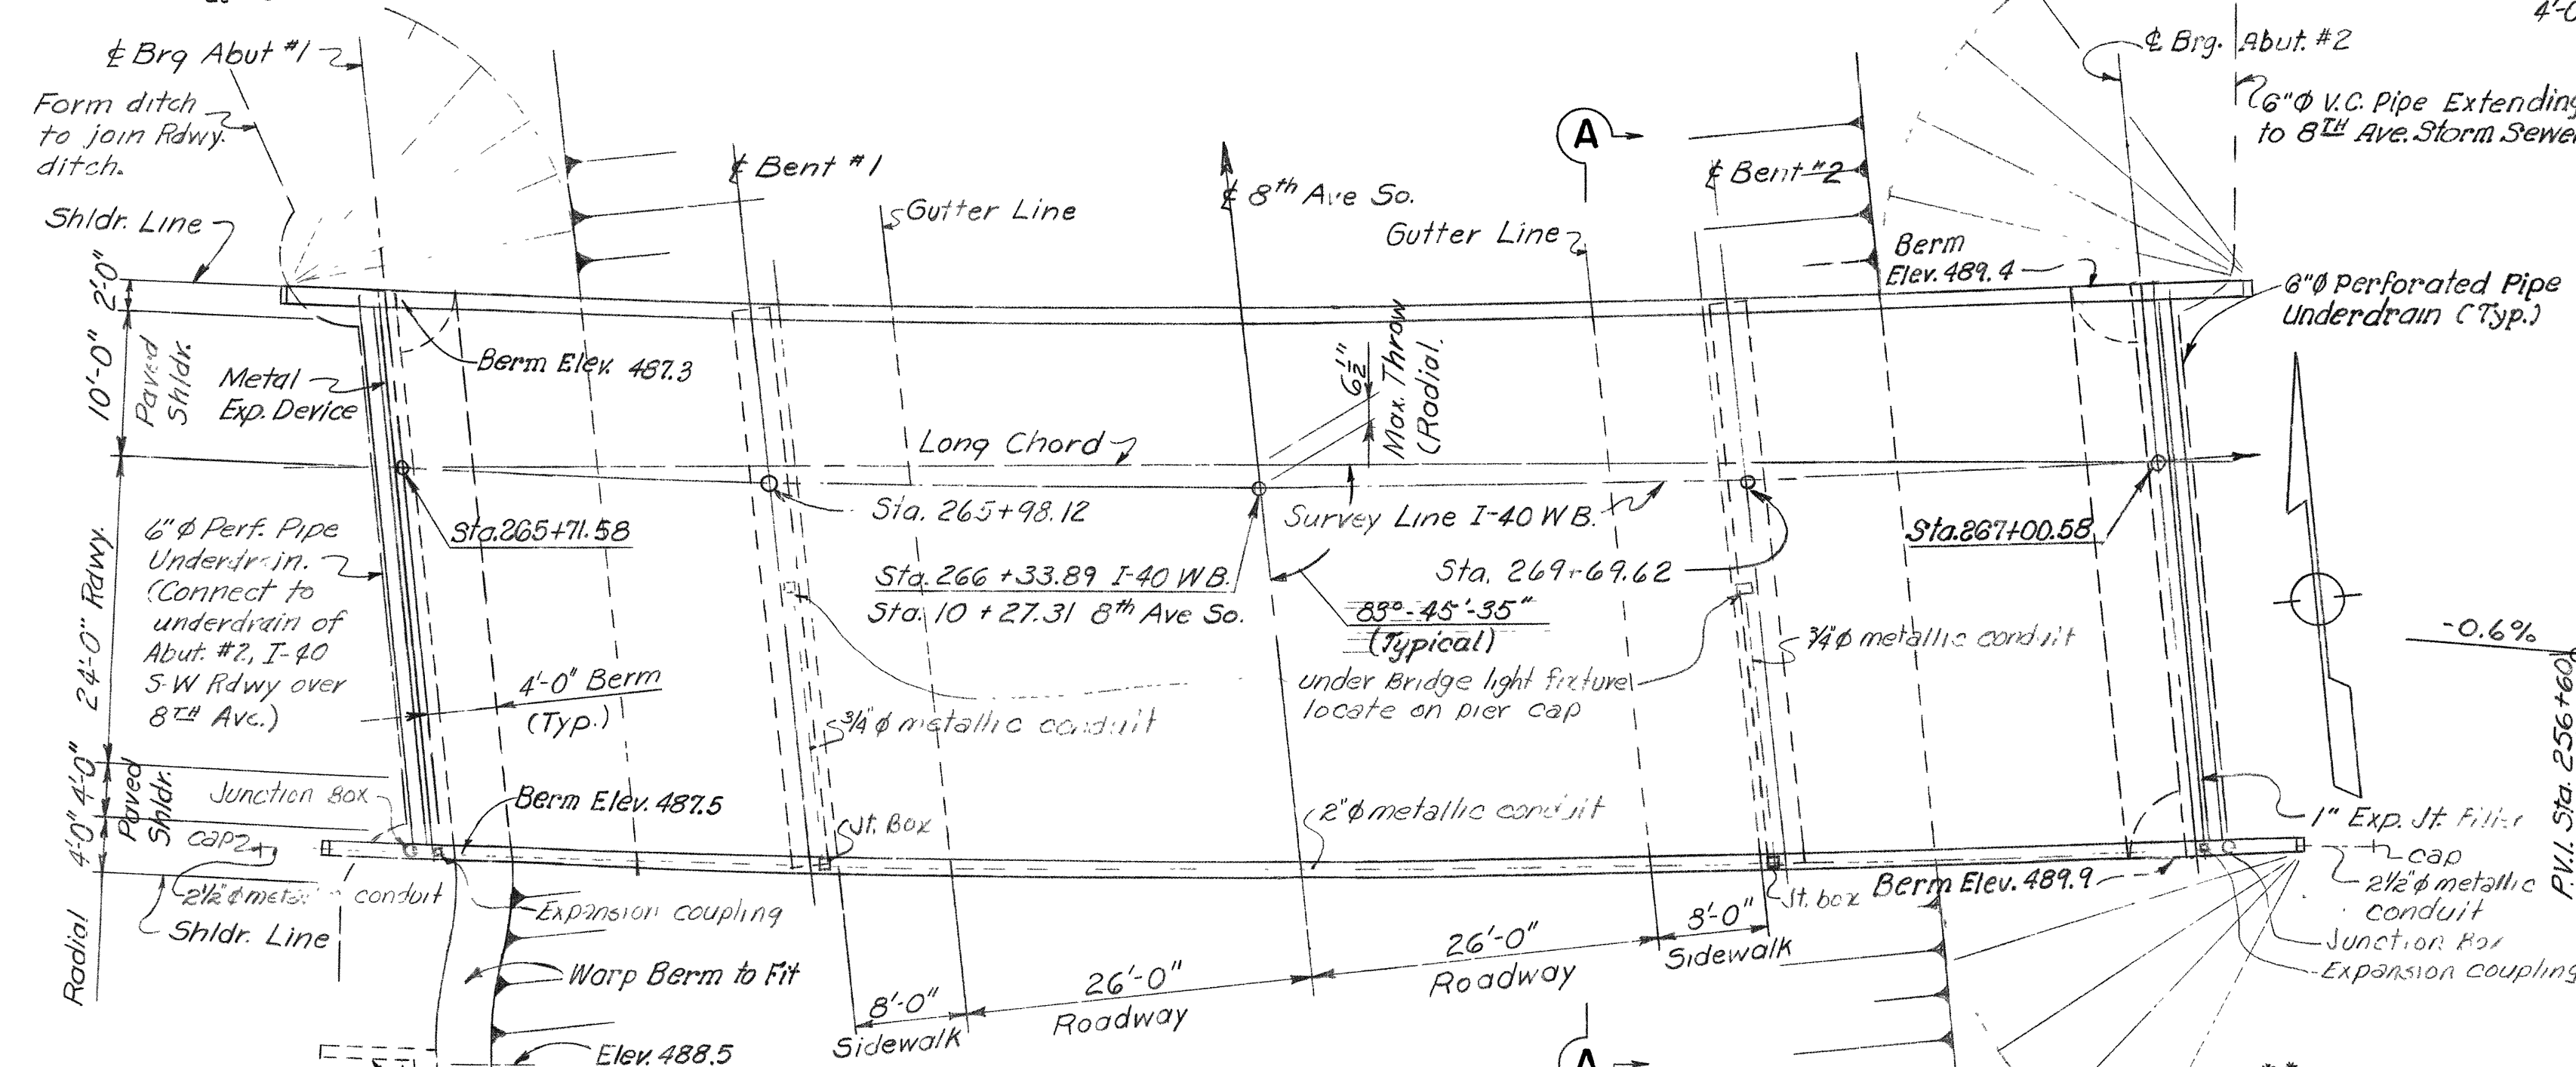 ℄ Brg Abut #1
Form ditch
to join Rdwy.
ditch.
Shldr. Line
℄ Bent #1
Gutter Line
℄ 8th Ave So.
A
Gutter Line
℄ Bent #2
℄ Brg. Abut. #2
4'-0
6"Ø V.C. Pipe Extending
to 8TH Ave. Storm Sewer
Berm
Elev. 489.4
6"Ø Perforated Pipe
Underdrain (Typ.)
2'-0"
10'-0"
Paved
Shldr.
Metal
Exp. Device
Berm Elev. 487.3
Long Chord
6½"
Max. Throw
(Radial.
24'-0" Rdwy.
6"Ø Perf. Pipe
Underdrain.
(Connect to
underdrain of
Abut. #2, I-40
S-W Rdwy over
8TH Ave.)
Sta. 265+71.58
Sta. 265+98.12
Survey Line I-40 W.B.
Sta. 266+33.89 I-40 W.B.
Sta. 10+27.31 8th Ave So.
Sta. 269+69.62
Sta. 267+00.58
83°-45'-35"
(Typical)
¾"Ø metallic conduit
under Bridge light fixture
locate on pier cap
-0.6%
P.V.I. Sta. 256+60
4'-0" Berm
(Typ.)
¾"Ø metallic conduit
4'-0"
Paved
Shldr.
4'-0"
Radial
Junction Box
cap
Berm Elev. 487.5
Jt. Box
2"Ø metallic conduit
1" Exp. Jt. Filler
cap
2½"Ø metallic
conduit
Junction Box
Expansion coupling
Jt. box
Berm Elev. 489.9
2½"Ø metallic conduit
Shldr. Line
Expansion coupling
Warp Berm to Fit
Elev. 488.5
8'-0"
Sidewalk
26'-0"
Roadway
26'-0"
Roadway
8'-0"
Sidewalk
A